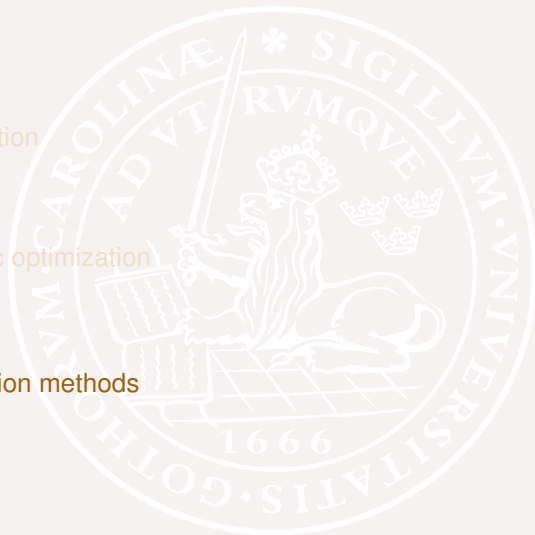 tion
c optimization
ion methods
SIGILLVM · VNIVERSITATIS · GOTHORVM · CAROLINÆ *
AD VTRVMQVE
1666